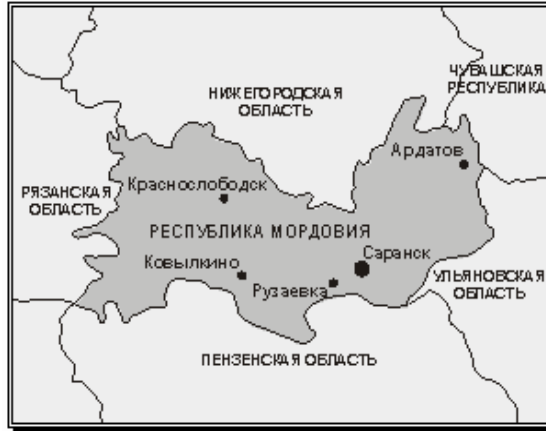 ЧУВАШСКАЯ
РЕСПУБЛИКА
НИЖЕГОРОДСКАЯ
ОБЛАСТЬ
Ардатов
РЯЗАНСКАЯ
ОБЛАСТЬ
Краснослободск
РЕСПУБЛИКА МОРДОВИЯ
Саранск
Ковылкино
Рузаевка
УЛЬЯНОВСКАЯ
ОБЛАСТЬ
ПЕНЗЕНСКАЯ ОБЛАСТЬ